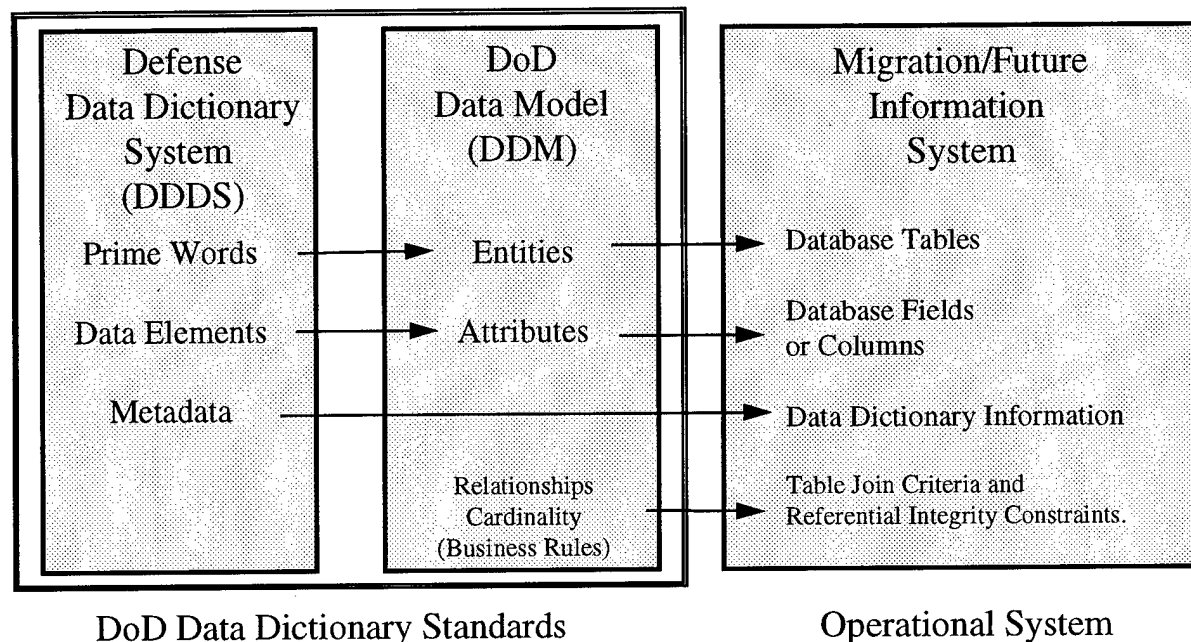 Defense
Data Dictionary
System
(DDDS)
Prime Words
Data Elements
Metadata
DoD
Data Model
(DDM)
Entities
Attributes
Relationships
Cardinality
(Business Rules)
Migration/Future
Information
System
Database Tables
Database Fields
or Columns
Data Dictionary Information
Table Join Criteria and
Referential Integrity Constraints.
DoD Data Dictionary Standards
Operational System